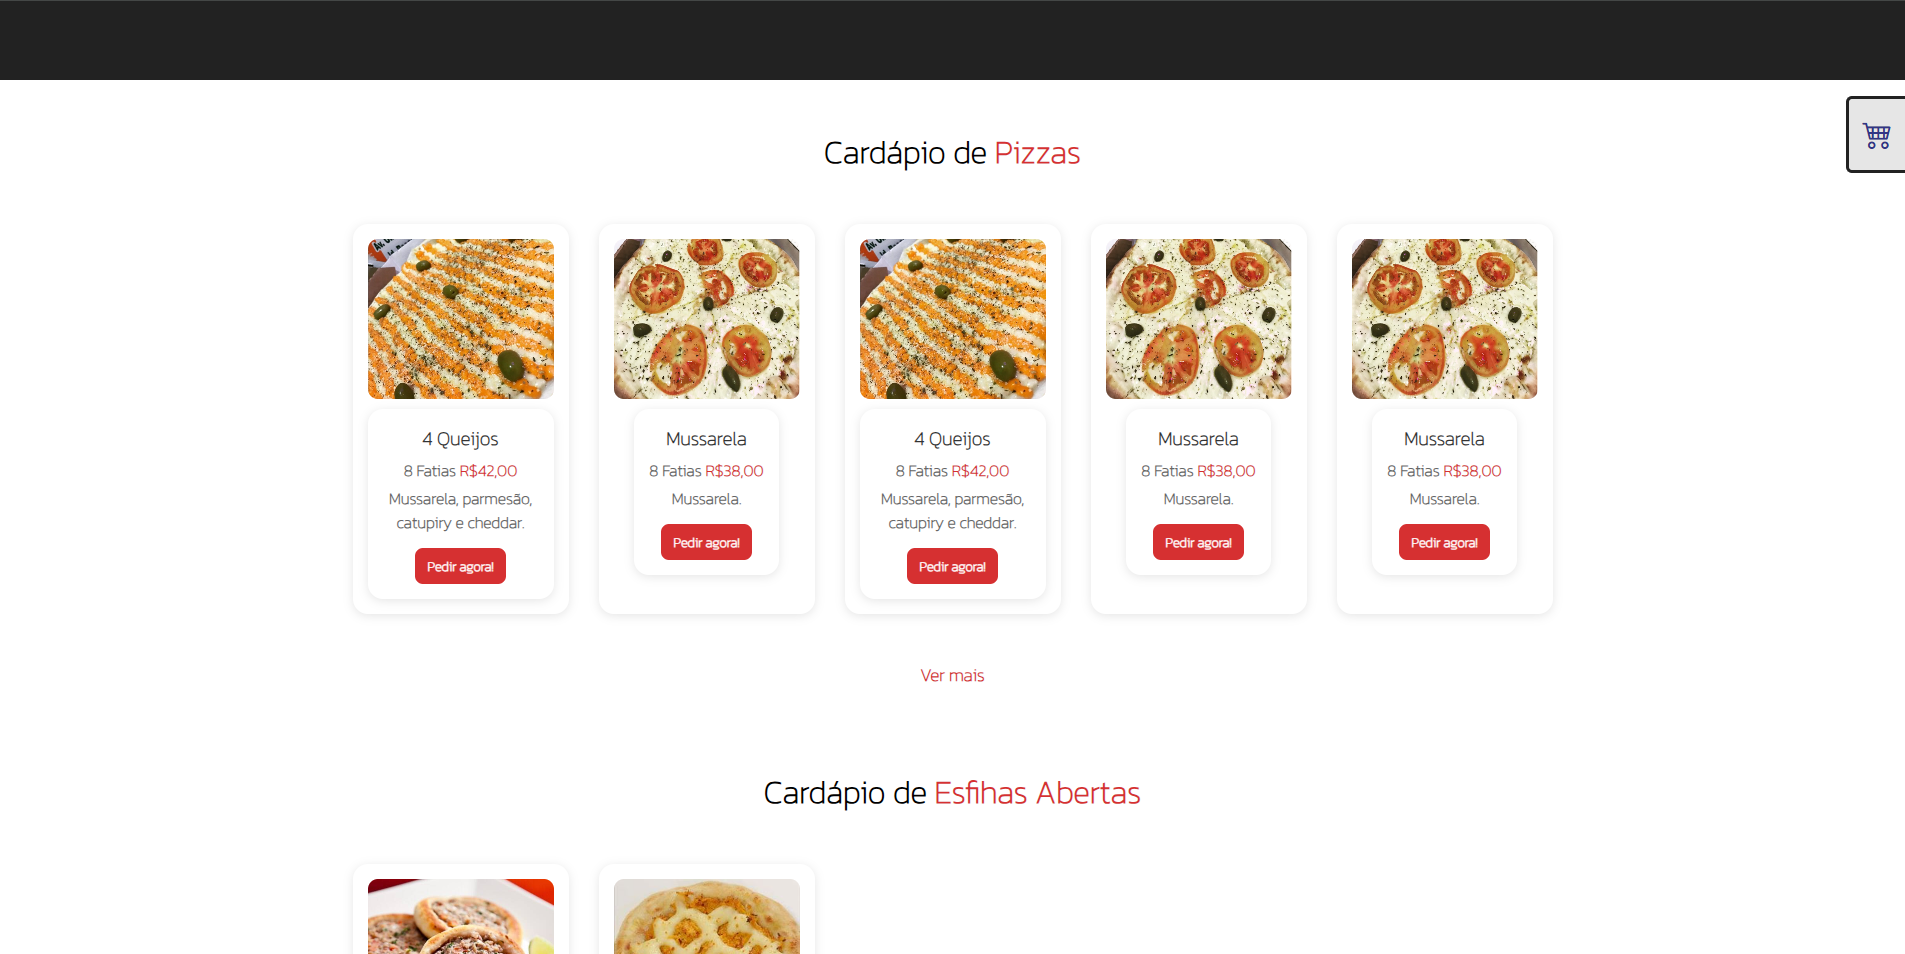 Cardápio de Pizzas
4 Queijos
8 Fatias R$42,00
Mussarela, parmesão,
catupiry e cheddar.
Pedir agora!
Mussarela
8 Fatias R$38,00
Mussarela.
Pedir agora!
4 Queijos
8 Fatias R$42,00
Mussarela, parmesão,
catupiry e cheddar.
Pedir agora!
Mussarela
8 Fatias R$38,00
Mussarela.
Pedir agora!
Mussarela
8 Fatias R$38,00
Mussarela.
Pedir agora!
Ver mais
Cardápio de Esfihas Abertas